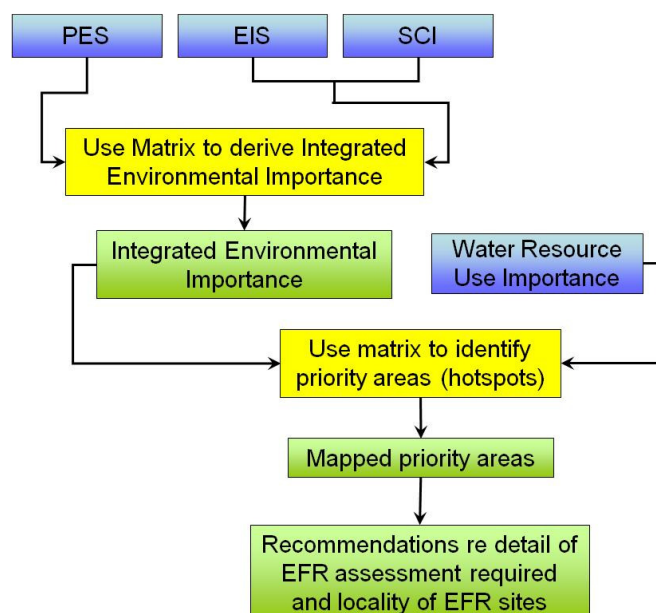 PES
EIS
SCI
Use Matrix to derive Integrated
Environmental Importance
Integrated Environmental
Importance
Water Resource
Use Importance
Use matrix to identify
priority areas (hotspots)
Mapped priority areas
Recommendations re detail of
EFR assessment required
and locality of EFR sites